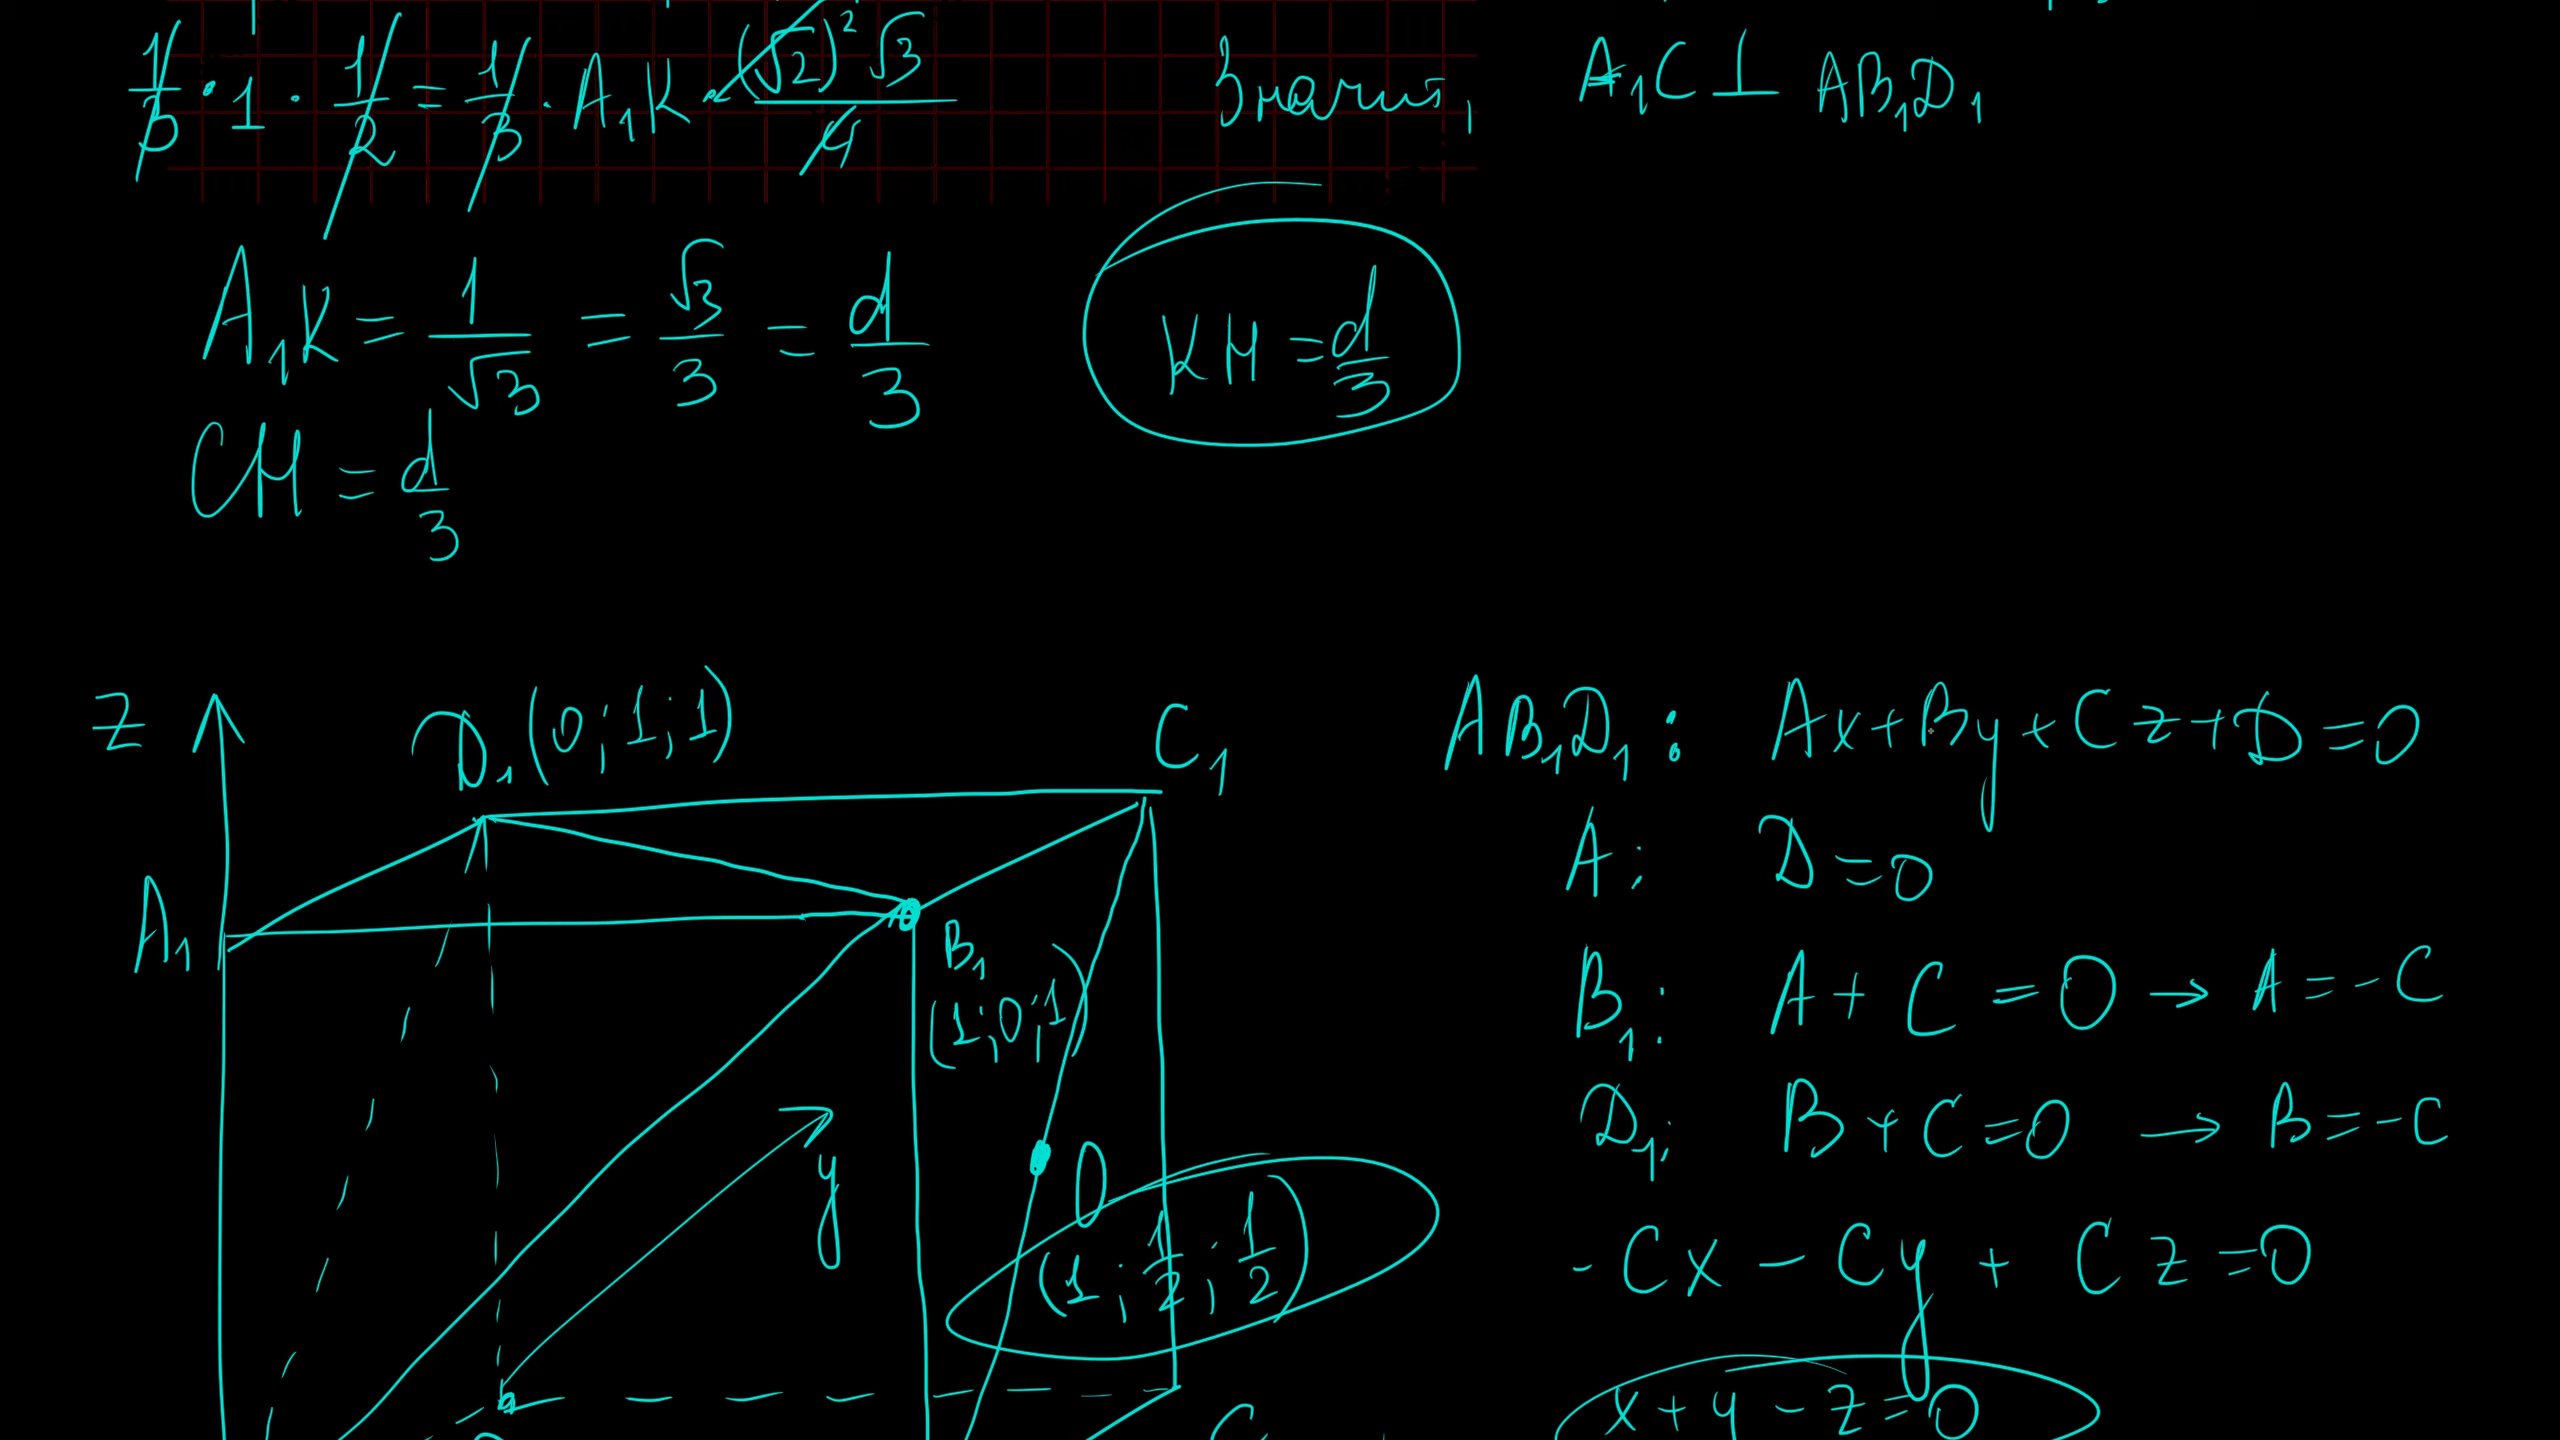 1/3 · 1 · 1/2 = 1/3 · A₁K · (√2)² √3 / 4
Значит, A₁C ⊥ AB₁D₁
A₁K = 1/√3 = √3/3 = d/3
KH = d/3
CH = d/3
z
D₁ (0; 1; 1)
C₁
A₁
B₁
(1; 0; 1)
y
O
(1; 1/2; 1/2)
C
AB₁D₁: Ax + By + Cz + D = 0
A: D = 0
B₁: A + C = 0 → A = -C
D₁: B + C = 0 → B = -C
-Cx - Cy + Cz = 0
x + y - z = 0